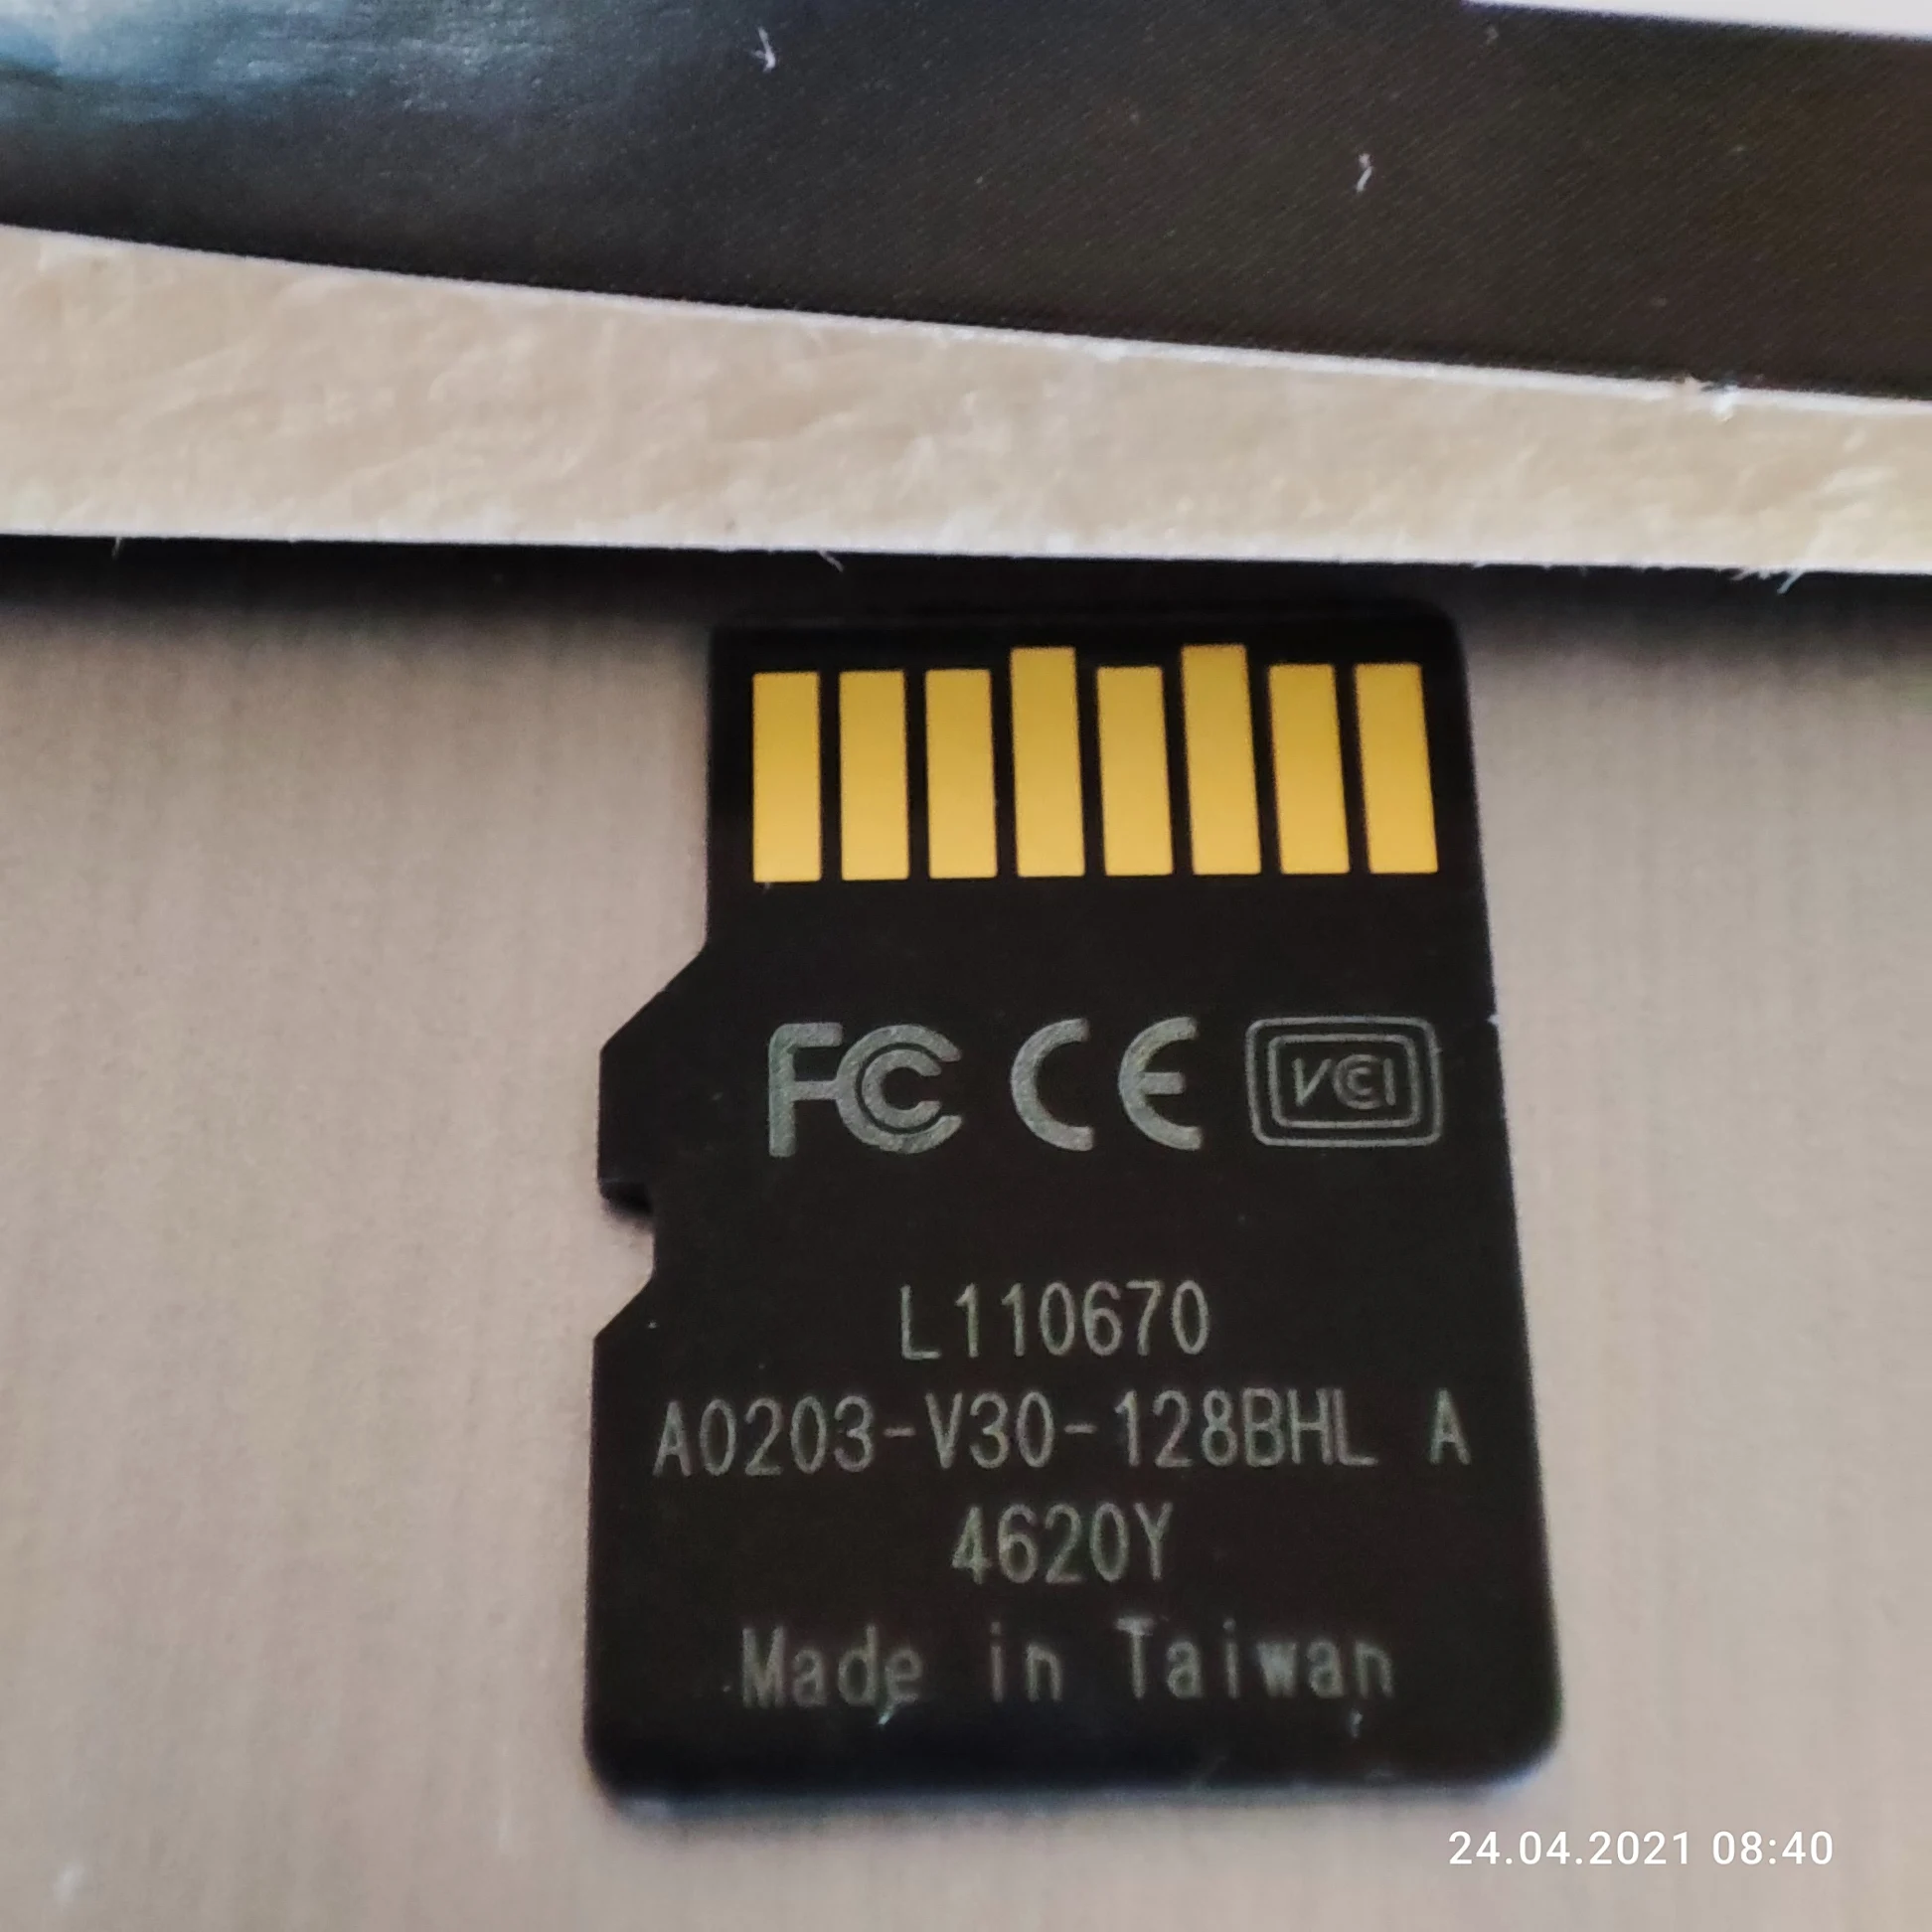 FC CE VCI
L110670
A0203-V30-128BHL A
4620Y
Made in Taiwan
24.04.2021 08:40